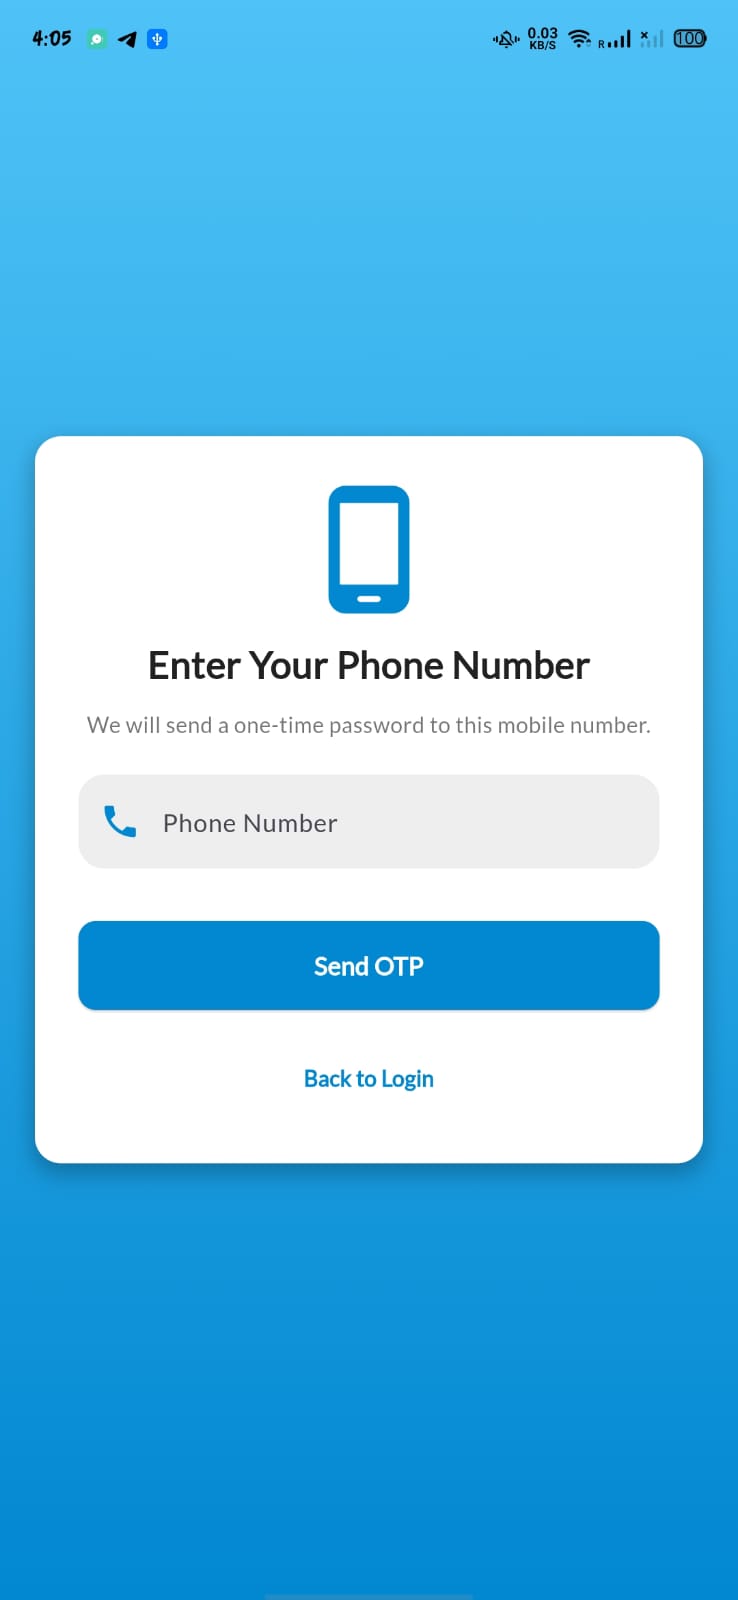 4:05
0.03
KB/S
R
100
Enter Your Phone Number
We will send a one-time password to this mobile number.
Phone Number
Send OTP
Back to Login